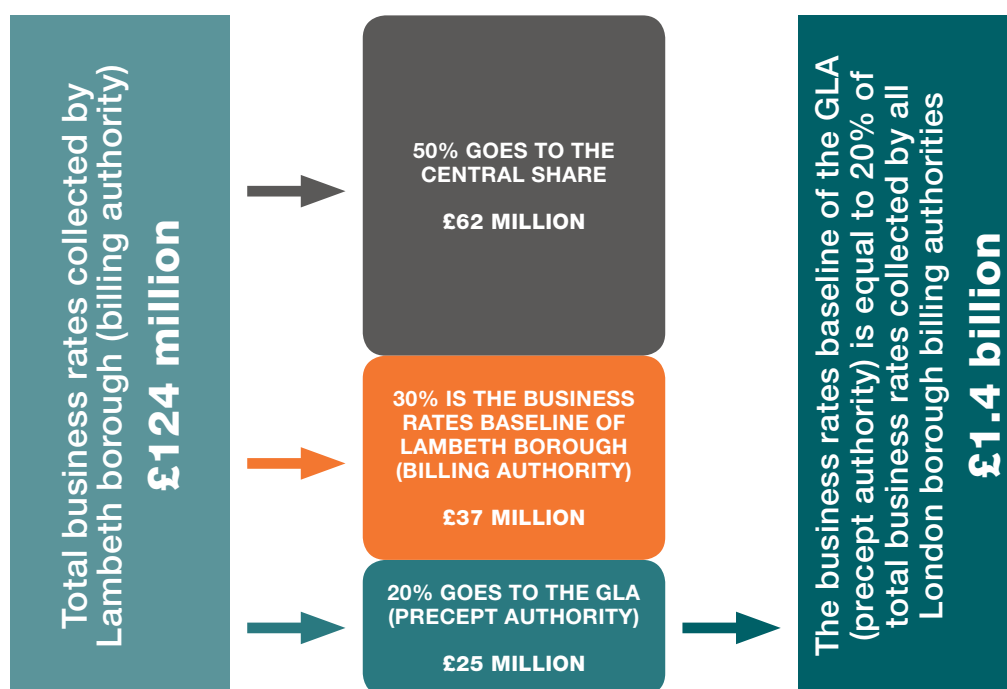 Total business rates collected by
Lambeth borough (billing authority)
£124 million
50% GOES TO THE
CENTRAL SHARE
£62 MILLION
30% IS THE BUSINESS
RATES BASELINE OF
LAMBETH BOROUGH
(BILLING AUTHORITY)
£37 MILLION
20% GOES TO THE GLA
(PRECEPT AUTHORITY)
£25 MILLION
The business rates baseline of the GLA
(precept authority) is equal to 20% of
total business rates collected by all
London borough billing authorities
£1.4 billion